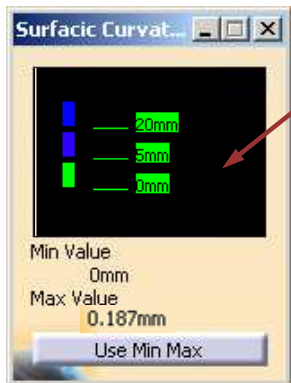 Surfacic Curvat...
20mm
5mm
0mm
Min Value
0mm
Max Value
0.187mm
Use Min Max